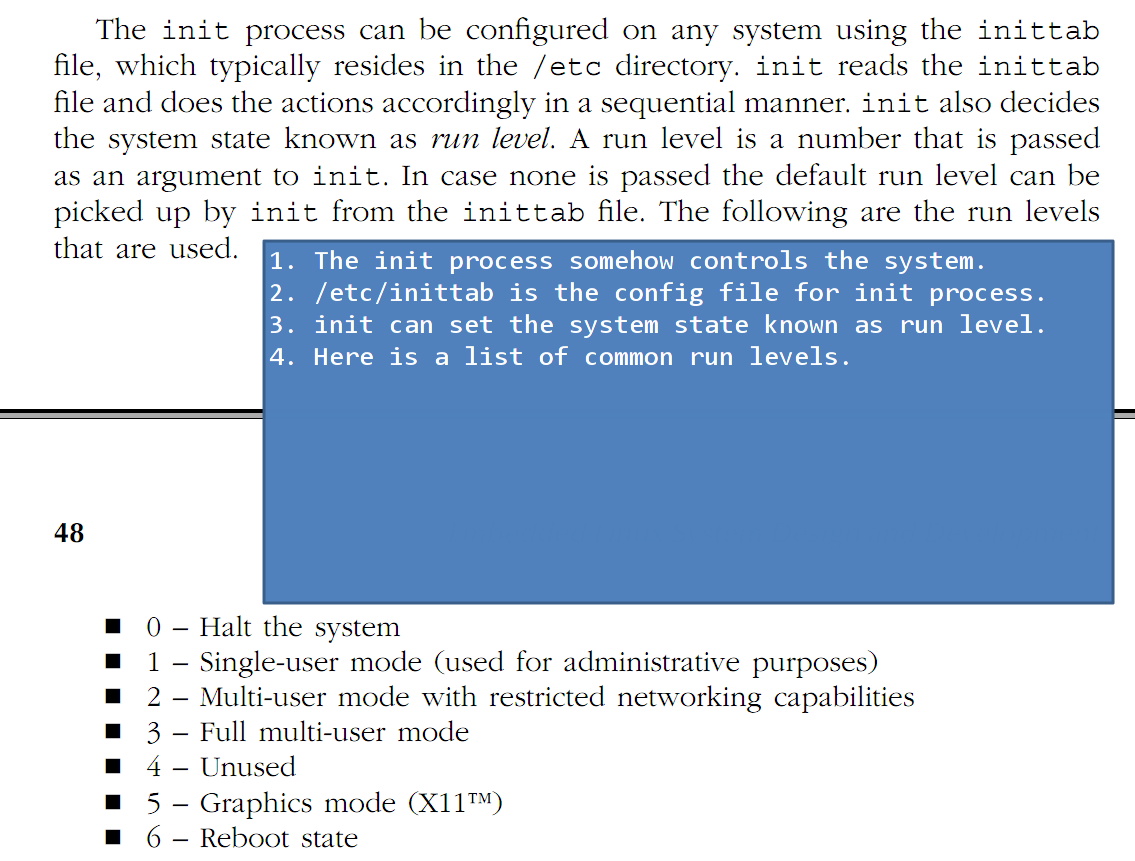 The init process can be configured on any system using the inittab
file, which typically resides in the /etc directory. init reads the inittab
file and does the actions accordingly in a sequential manner. init also decides
the system state known as run level. A run level is a number that is passed
as an argument to init. In case none is passed the default run level can be
picked up by init from the inittab file. The following are the run levels
that are used.
1. The init process somehow controls the system.
2. /etc/inittab is the config file for init process.
3. init can set the system state known as run level.
4. Here is a list of common run levels.
48
■ 0 – Halt the system
■ 1 – Single-user mode (used for administrative purposes)
■ 2 – Multi-user mode with restricted networking capabilities
■ 3 – Full multi-user mode
■ 4 – Unused
■ 5 – Graphics mode (X11™)
■ 6 – Reboot state